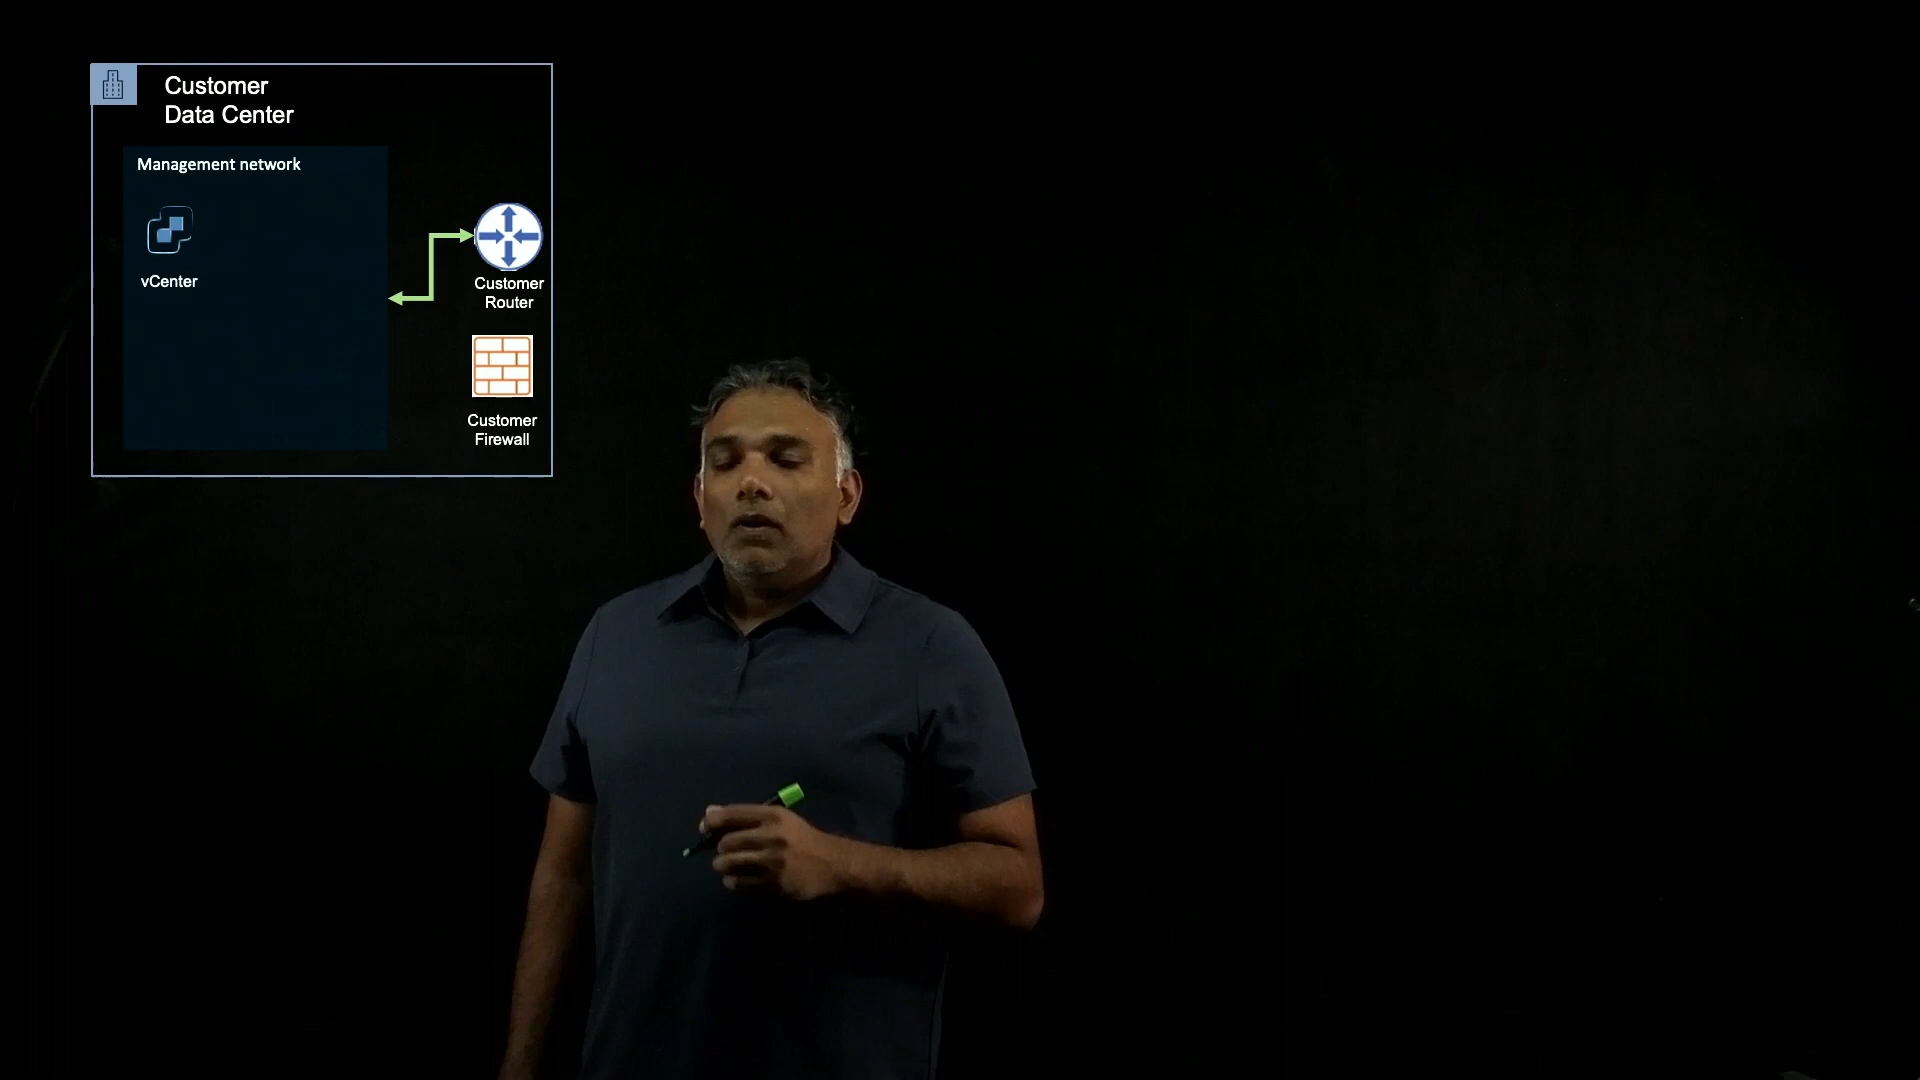 Customer
Data Center
Management network
vCenter
Customer
Router
Customer
Firewall